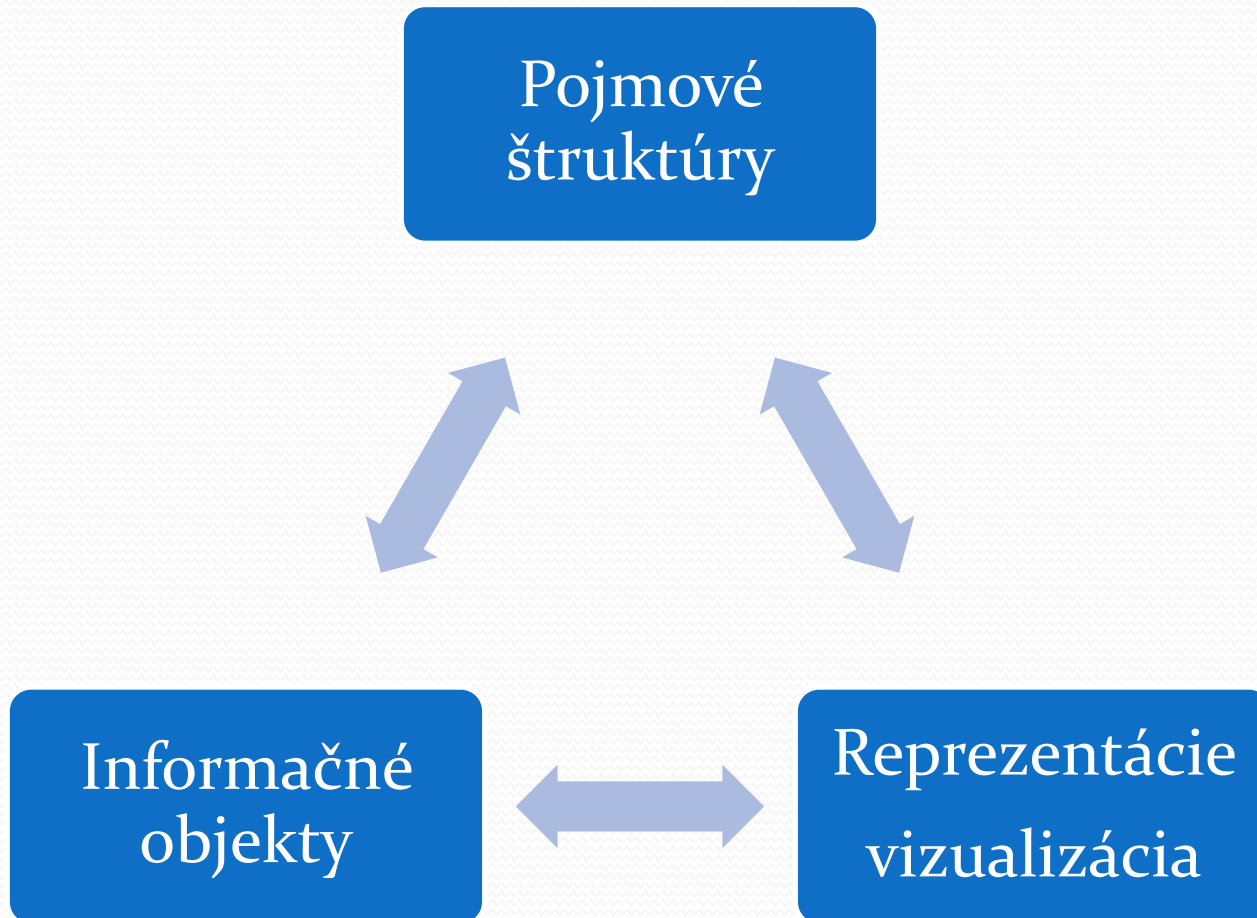 Pojmové
štruktúry
Informačné
objekty
Reprezentácie
vizualizácia